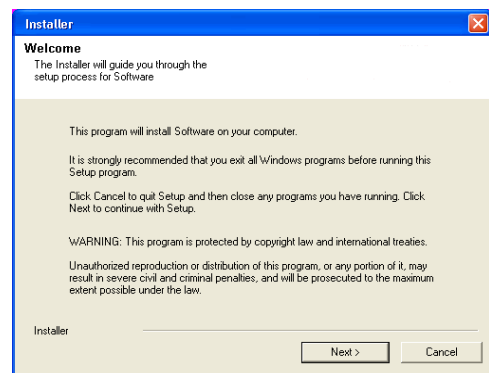 Installer
Welcome
The Installer will guide you through the
setup process for Software
This program will install Software on your computer.
It is strongly recommended that you exit all Windows programs before running this
Setup program.
Click Cancel to quit Setup and then close any programs you have running. Click
Next to continue with Setup.
WARNING: This program is protected by copyright law and international treaties.
Unauthorized reproduction or distribution of this program, or any portion of it, may
result in severe civil and criminal penalties, and will be prosecuted to the maximum
extent possible under the law.
Installer
Next >
Cancel